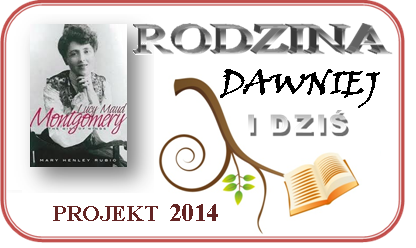 RODZINA
DAWNIEJ
I DZIŚ
Lucy Maud
Montgomery
MARY HENLEY RUBIO
PROJEKT 2014